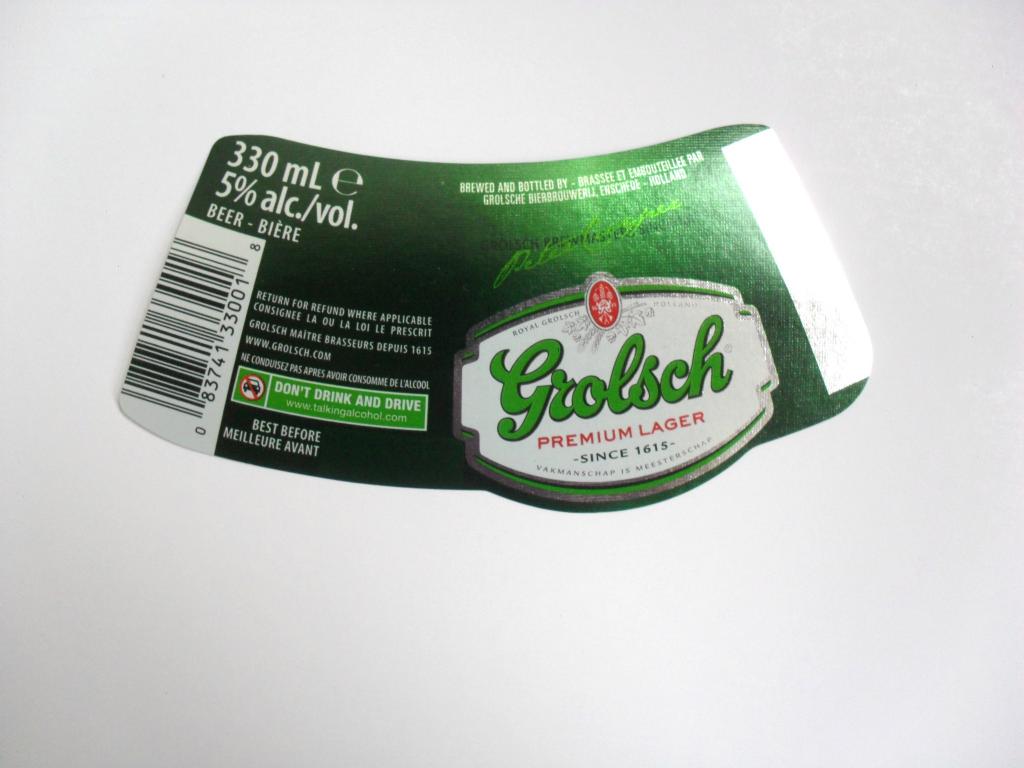 330 mL ℮
5% alc./vol.
BEER - BIÈRE
0 83741 33001 8
RETURN FOR REFUND WHERE APPLICABLE
CONSIGNEE LA OU LA LOI LE PRESCRIT
GROLSCH MAÎTRE BRASSEURS DEPUIS 1615
WWW.GROLSCH.COM
NE CONDUISEZ PAS APRES AVOIR CONSOMME DE L'ALCOOL
DON'T DRINK AND DRIVE
www.talkingalcohol.com
BEST BEFORE
MEILLEURE AVANT
BREWED AND BOTTLED BY - BRASSEE ET EMBOUTEILLEE PAR
GROLSCHE BIERBROUWERIJ, ENSCHEDE - HOLLAND
GROLSCH BREWMASTERS
ROYAL GROLSCH HOLLAND
Grolsch
PREMIUM LAGER
-SINCE 1615-
VAKMANSCHAP IS MEESTERSCHAP